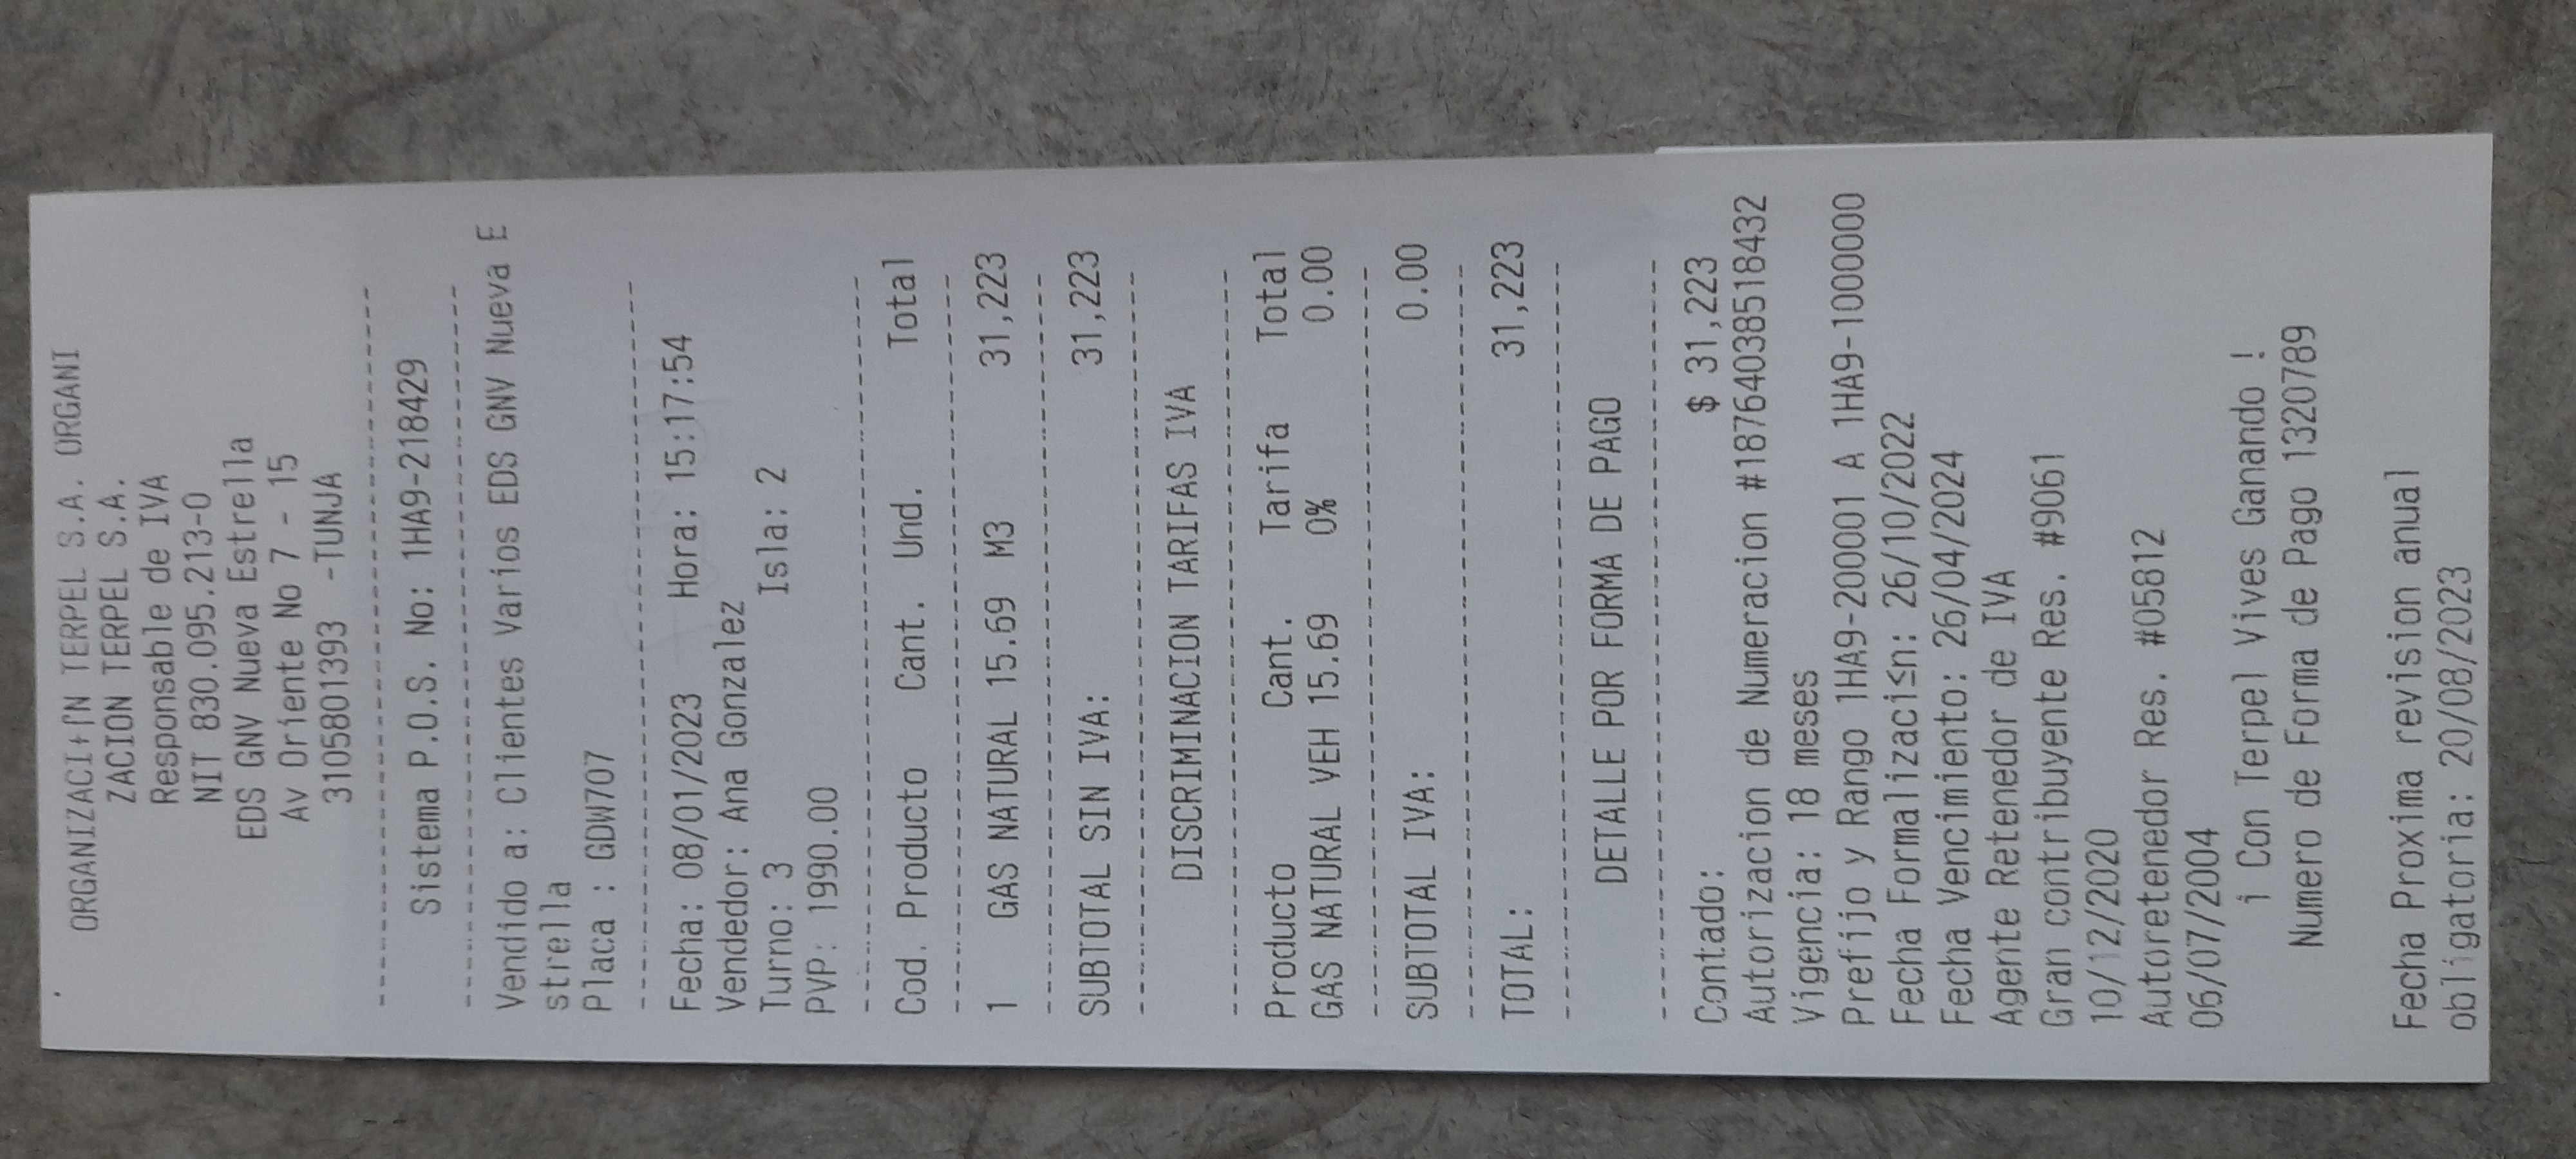 ORGANIZACI┼ſN TERPEL S.A. ORGANI
ZACION TERPEL S.A.
Responsable de IVA
NIT 830.095.213-0
EDS GNV Nueva Estrella
Av Oriente No 7 - 15
3105801393 -TUNJA
--------------------------------
Sistema P.O.S. No: 1HA9-218429
--------------------------------
Vendido a: Clientes Varios EDS GNV Nueva E
strella
Placa : GDW707
--------------------------------
Fecha: 08/01/2023 Hora: 15:17:54
Vendedor: Ana Gonzalez
Turno: 3 Isla: 2
PVP: 1990.00
--------------------------------
Cod. Producto Cant. Und. Total
--------------------------------
1 GAS NATURAL 15.69 M3 31,223
--------------------------------
SUBTOTAL SIN IVA: 31,223
--------------------------------
DISCRIMINACION TARIFAS IVA
--------------------------------
Producto Cant. Tarifa Total
GAS NATURAL VEH 15.69 0% 0.00
--------------------------------
SUBTOTAL IVA: 0.00
--------------------------------
TOTAL: 31,223
--------------------------------
DETALLE POR FORMA DE PAGO
--------------------------------
Contado: $ 31,223
Autorizacion de Numeracion #18764038518432
Vigencia: 18 meses
Prefijo y Rango 1HA9-200001 A 1HA9-1000000
Fecha Formalizaci≤n: 26/10/2022
Fecha Vencimiento: 26/04/2024
Agente Retenedor de IVA
Gran contribuyente Res. #9061
10/12/2020
Autoretenedor Res. #05812
06/07/2004
¡ Con Terpel Vives Ganando !
Numero de Forma de Pago 1320789
Fecha Proxima revision anual
obligatoria: 20/08/2023